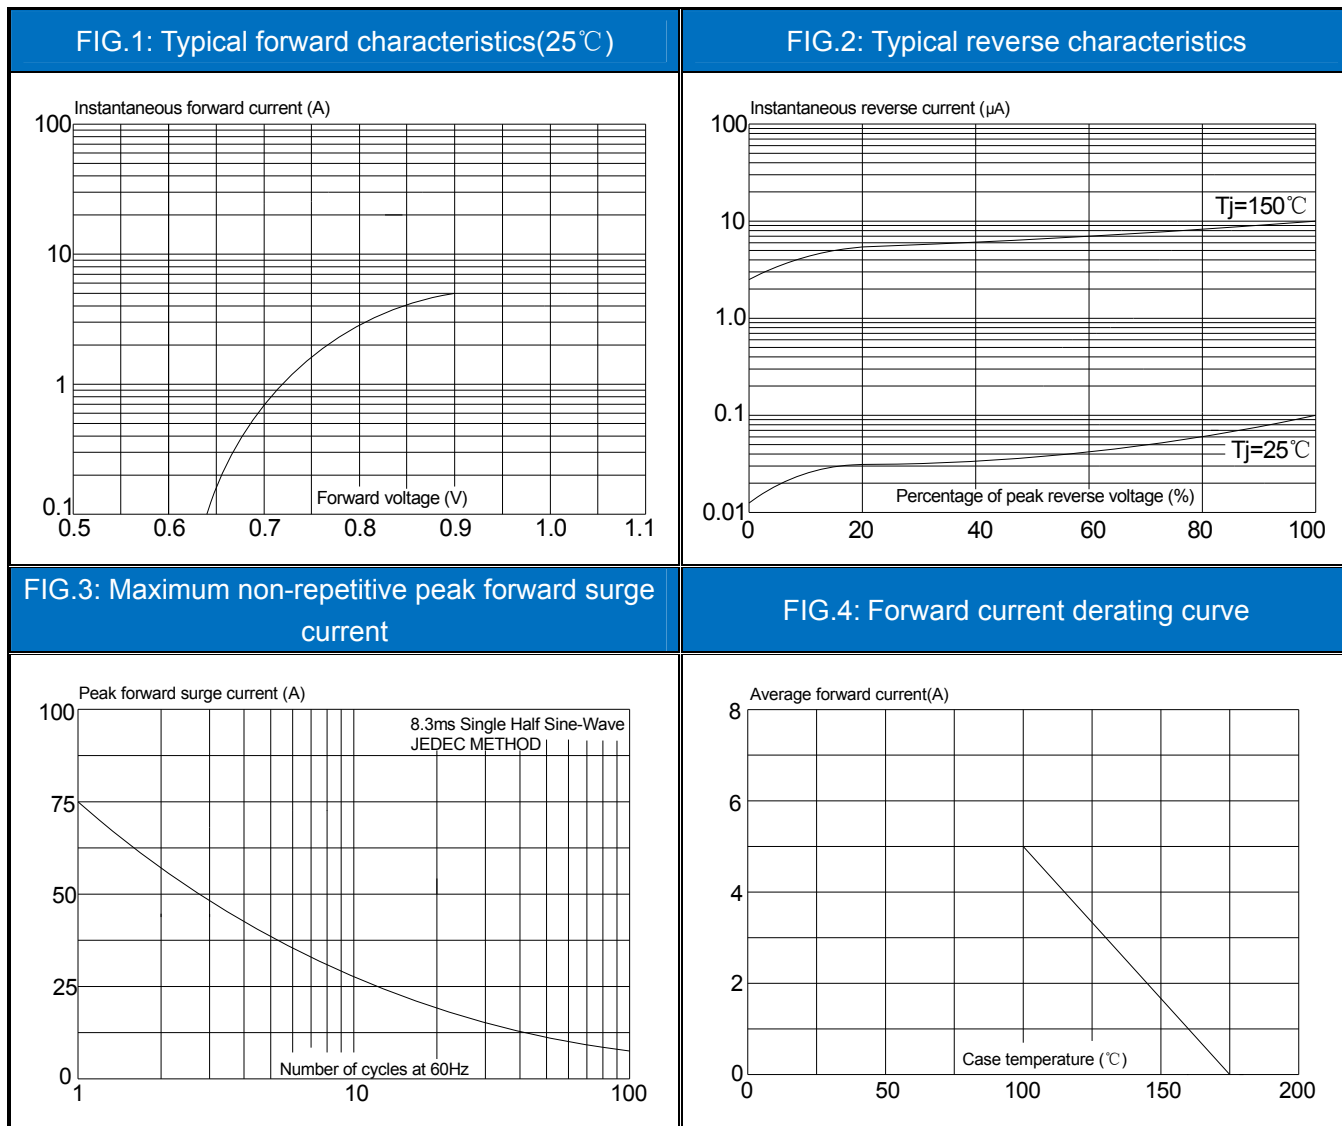 FIG.1: Typical forward characteristics(25℃)
FIG.2: Typical reverse characteristics
Instantaneous forward current (A)
100
10
1
0.1
Forward voltage (V)
0.5 0.6 0.7 0.8 0.9 1.0 1.1
Instantaneous reverse current (μA)
100
Tj=150℃
10
1.0
0.1
Tj=25℃
Percentage of peak reverse voltage (%)
0.01
0 20 40 60 80 100
FIG.3: Maximum non-repetitive peak forward surge
current
FIG.4: Forward current derating curve
Peak forward surge current (A)
100
8.3ms Single Half Sine-Wave
JEDEC METHOD
75
50
25
Number of cycles at 60Hz
0
1 10 100
Average forward current(A)
8
6
4
2
Case temperature (℃)
0
0 50 100 150 200